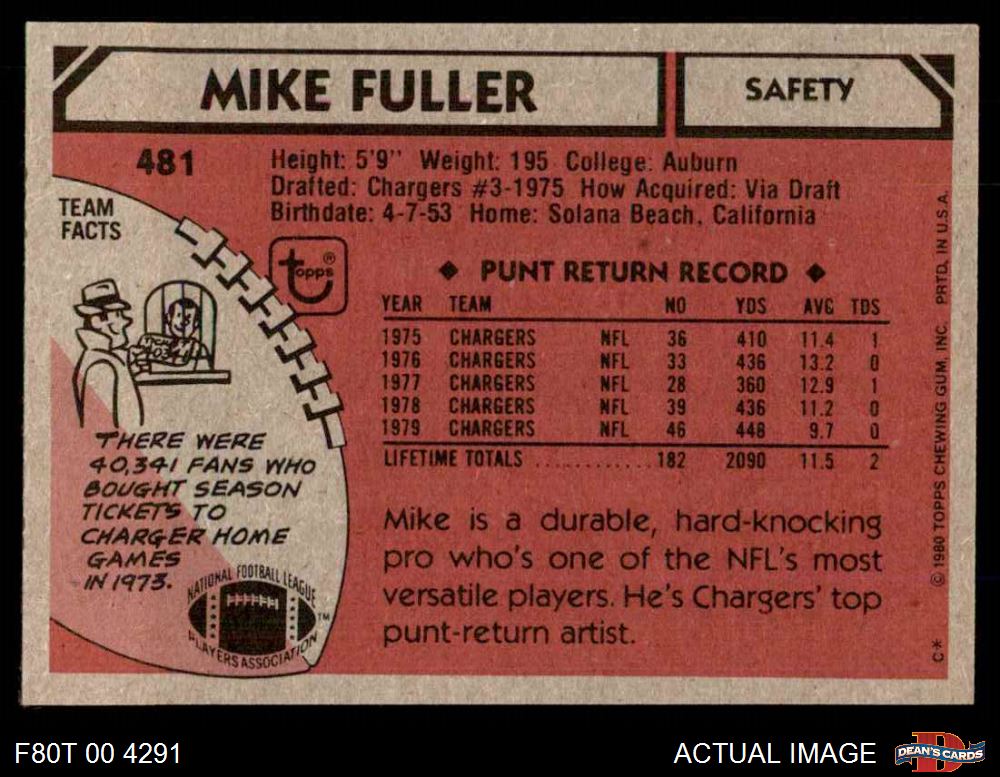 MIKE FULLER
SAFETY
481
Height: 5'9" Weight: 195 College: Auburn
Drafted: Chargers #3-1975 How Acquired: Via Draft
Birthdate: 4-7-53 Home: Solana Beach, California
TEAM
FACTS
topps®
THERE WERE
40,341 FANS WHO
BOUGHT SEASON
TICKETS TO
CHARGER HOME
GAMES
IN 1973.
NATIONAL FOOTBALL LEAGUE
PLAYERS ASSOCIATION
TM
◆ PUNT RETURN RECORD ◆
YEAR TEAM NO YDS AVG TDS
1975 CHARGERS NFL 36 410 11.4 1
1976 CHARGERS NFL 33 436 13.2 0
1977 CHARGERS NFL 28 360 12.9 1
1978 CHARGERS NFL 39 436 11.2 0
1979 CHARGERS NFL 46 448 9.7 0
LIFETIME TOTALS ............ 182 2090 11.5 2
Mike is a durable, hard-knocking
pro who's one of the NFL's most
versatile players. He's Chargers' top
punt-return artist.
C* © 1980 TOPPS CHEWING GUM, INC. PRTD. IN U.S.A.
F80T 00 4291
ACTUAL IMAGE
D
DEAN'S CARDS